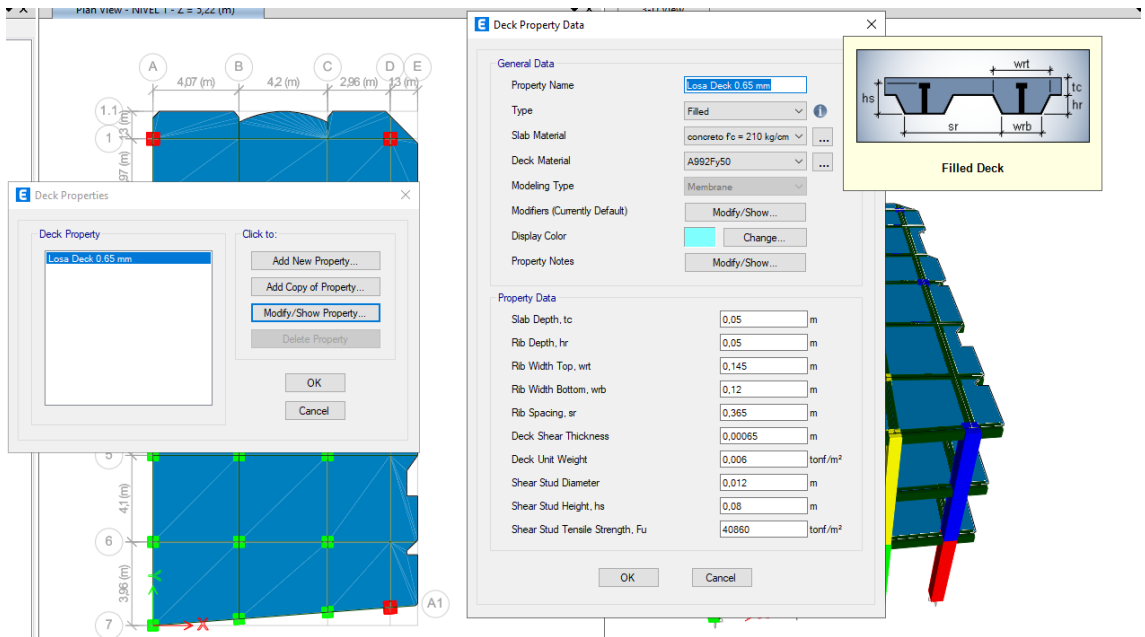 Plan View - NIVEL 1 - Z = 5,22 (m)
3-D View
A
B
C
D
E
4,07 (m)
4,2 (m)
2,96 (m)
1.1
1
5
4,1 (m)
6
3,96 (m)
7
A1
X
Deck Properties
Deck Property
Losa Deck 0.65 mm
Click to:
Add New Property...
Add Copy of Property...
Modify/Show Property...
Delete Property
OK
Cancel
Deck Property Data
General Data
Property Name
Losa Deck 0.65 mm
Type
Filled
Slab Material
concreto f'c = 210 kg/cm
...
Deck Material
A992Fy50
...
Modeling Type
Membrane
Modifiers (Currently Default)
Modify/Show...
Display Color
Change...
Property Notes
Modify/Show...
Property Data
Slab Depth, tc
0,05
m
Rib Depth, hr
0,05
m
Rib Width Top, wrt
0,145
m
Rib Width Bottom, wrb
0,12
m
Rib Spacing, sr
0,365
m
Deck Shear Thickness
0,00065
m
Deck Unit Weight
0,006
tonf/m²
Shear Stud Diameter
0,012
m
Shear Stud Height, hs
0,08
m
Shear Stud Tensile Strength, Fu
40860
tonf/m²
OK
Cancel
wrt
tc
hs
hr
sr
wrb
Filled Deck